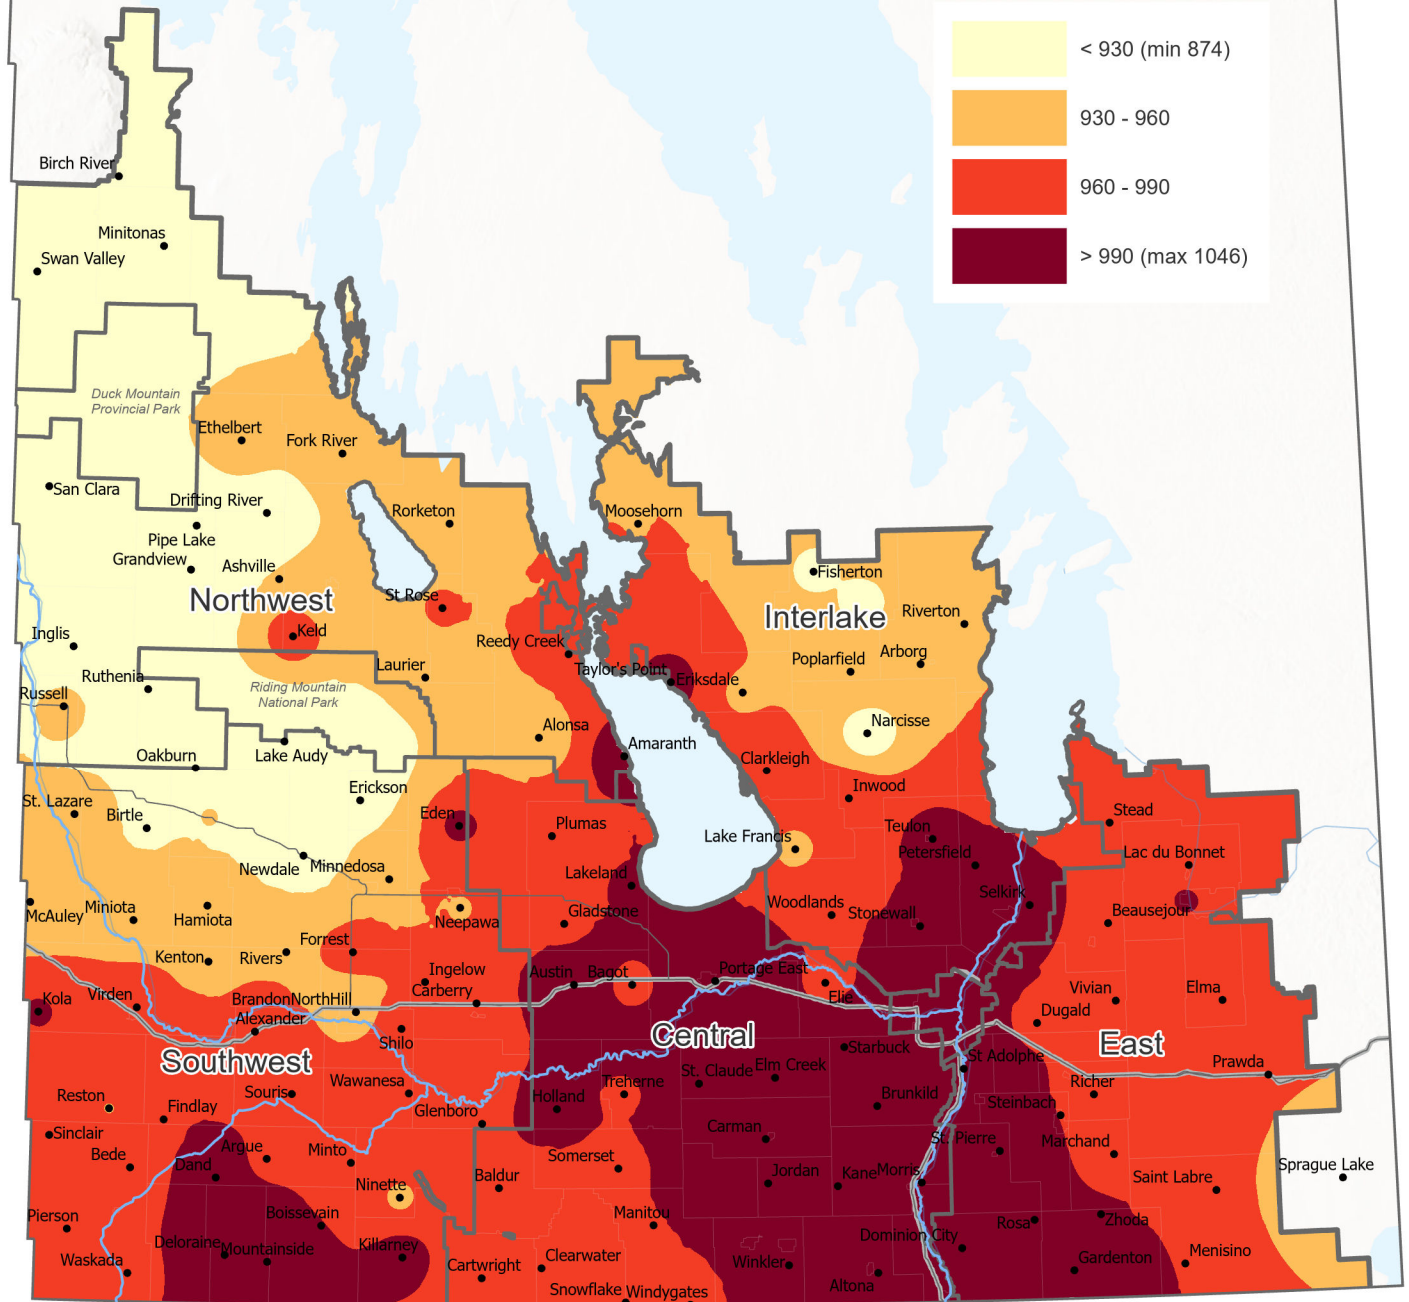 < 930 (min 874)
930 - 960
960 - 990
> 990 (max 1046)
Birch River
Minitonas
Swan Valley
Duck Mountain
Provincial Park
Ethelbert
Fork River
San Clara
Drifting River
Rorketon
Moosehorn
Pipe Lake
Grandview
Ashville
Fisherton
St Rose
Northwest
Interlake
Riverton
Keld
Inglis
Reedy Creek
Arborg
Poplarfield
Laurier
Taylor's Point
Enksdale
Ruthenia
Riding Mountain
National Park
Russell
Narcisse
Alonsa
Amaranth
Oakburn
Lake Audy
Clarkleigh
Erickson
Inwood
St. Lazare
Birtle
Eden
Plumas
Stead
Teulon
Lake Francis
Petersfield
Lac du Bonnet
Newdale
Minnedosa
Lakeland
Selkirk
McAuley
Miniota
Hamiota
Neepawa
Gladstone
Woodlands
Stonewall
Beausejour
Forrest
Kenton
Rivers
Ingelow
Austin
Bagot
Portage East
Carberry
Kola
Virden
BrandonNorthHill
Elie
Vivian
Elma
Alexander
Dugald
Shilo
Central
East
Southwest
Starbuck
St Adolphe
Prawda
Wawanesa
Treherne
St. Claude
Elm Creek
Richer
Reston
Souris
Holland
Brunkild
Findlay
Glenboro
Steinbach
Sinclair
Carman
St. Pierre
Marchand
Bede
Argue
Minto
Somerset
Dand
Baldur
Jordan
Kane
Morris
Saint Labre
Sprague Lake
Ninette
Pierson
Boissevain
Manitou
Rosa
Zhoda
Deloraine
Mountainside
Killarney
Dominion City
Waskada
Cartwright
Clearwater
Winkler
Gardenton
Menisino
Altona
Snowflake
Windygates